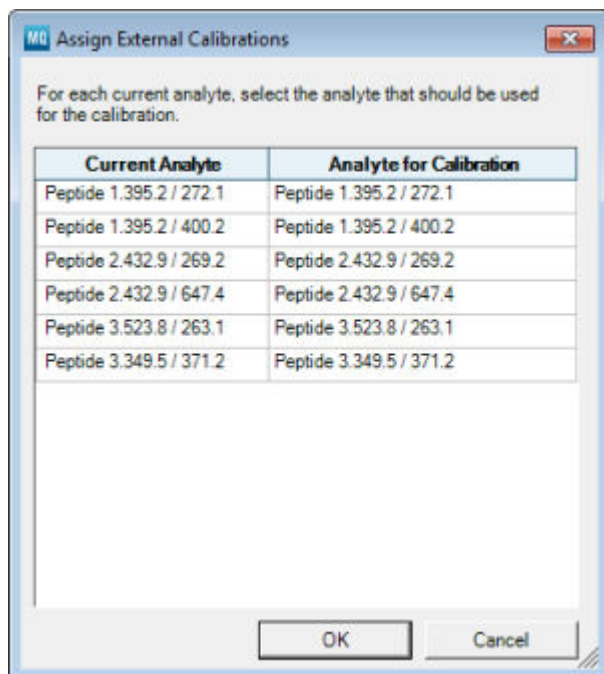 MQ Assign External Calibrations
For each current analyte, select the analyte that should be used
for the calibration.
Current Analyte Analyte for Calibration
Peptide 1.395.2 / 272.1 Peptide 1.395.2 / 272.1
Peptide 1.395.2 / 400.2 Peptide 1.395.2 / 400.2
Peptide 2.432.9 / 269.2 Peptide 2.432.9 / 269.2
Peptide 2.432.9 / 647.4 Peptide 2.432.9 / 647.4
Peptide 3.523.8 / 263.1 Peptide 3.523.8 / 263.1
Peptide 3.349.5 / 371.2 Peptide 3.349.5 / 371.2
OK Cancel